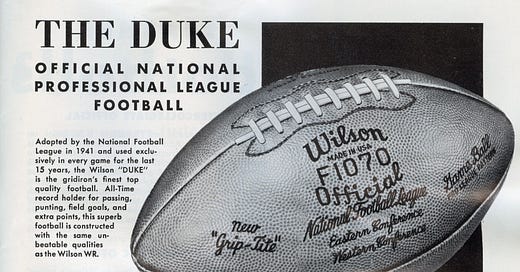 THE DUKE
OFFICIAL NATIONAL
PROFESSIONAL LEAGUE
FOOTBALL
Adopted by the National Football
League in 1941 and used exclu-
sively in every game for the last
15 years, the Wilson "DUKE"
is the gridiron's finest top
quality football. All-Time
record holder for passing,
punting, field goals, and
extra points, this superb
football is constructed
with the same un-
beatable qualities
as the Wilson WR.
Wilson
MADE IN USA
F1070
Official
National Football League
Eastern Conference
Western Conference
New
"Grip-Tite"
Game Ball